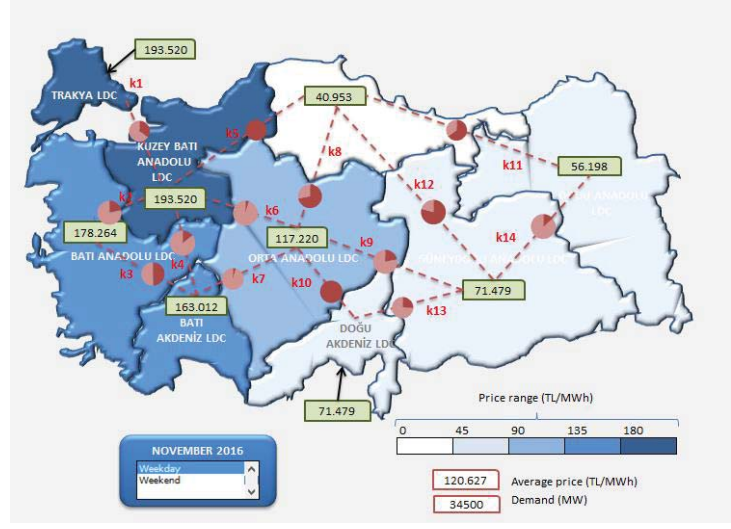 193.520
k1
TRAKYA LDC
40.953
KUZEY BATI
ANADOLU
LDC
k5
k8
k11
56.198
ANADOLU
LDC
k12
193.520
k6
178.264
BATI ANADOLU LDC
117.220
ORTA ANADOLU LDC
k9
k14
k3
k4
k7
k10
71.479
163.012
BATI
AKDENİZ LDC
k13
DOĞU
AKDENİZ LDC
71.479
Price range (TL/MWh)
0 45 90 135 180
NOVEMBER 2016
Weekday
Weekend
120.627 Average price (TL/MWh)
34500 Demand (MW)